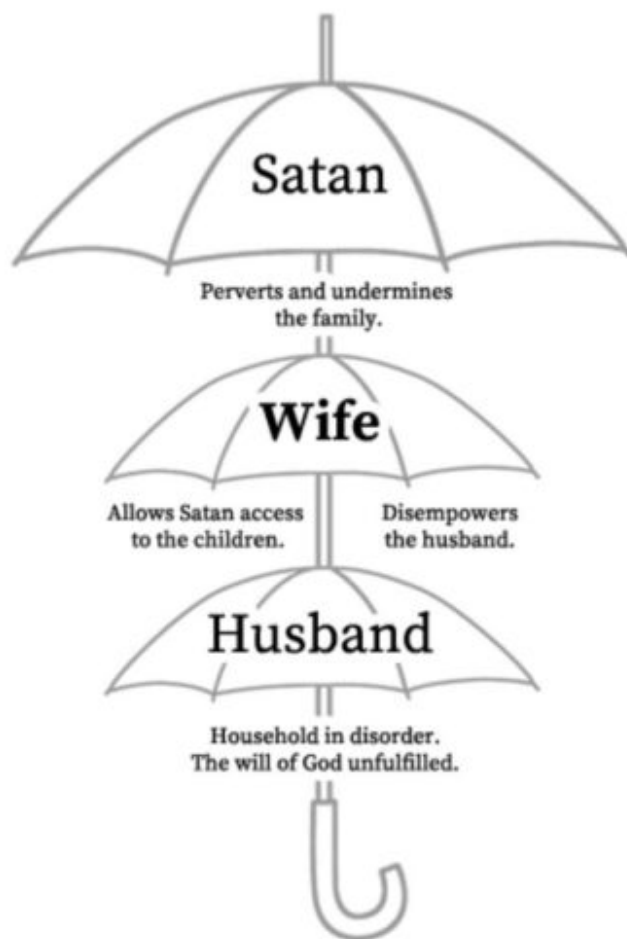 Satan
Perverts and undermines
the family.
Wife
Allows Satan access
to the children.
Disempowers
the husband.
Husband
Household in disorder.
The will of God unfulfilled.